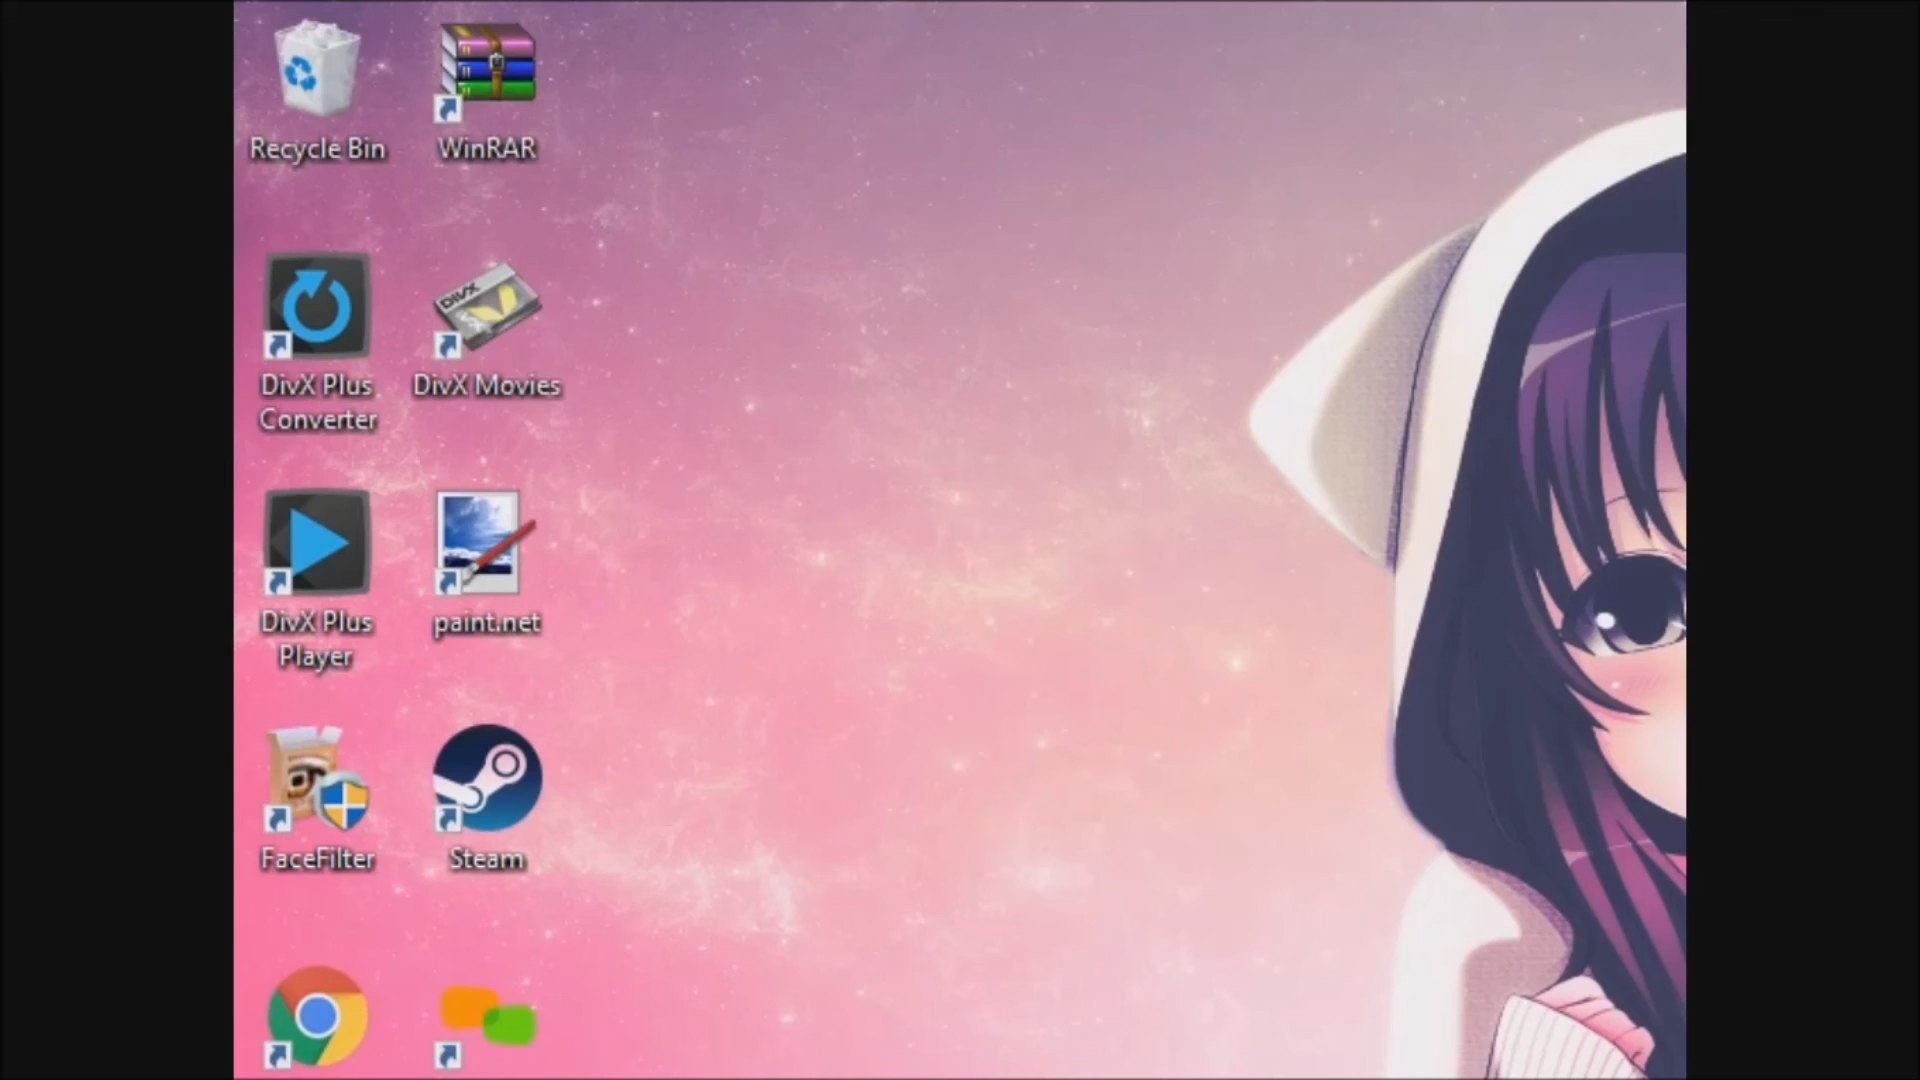 Recycle Bin
WinRAR
DivX Plus
Converter
DivX Movies
DivX Plus
Player
paint.net
FaceFilter
Steam